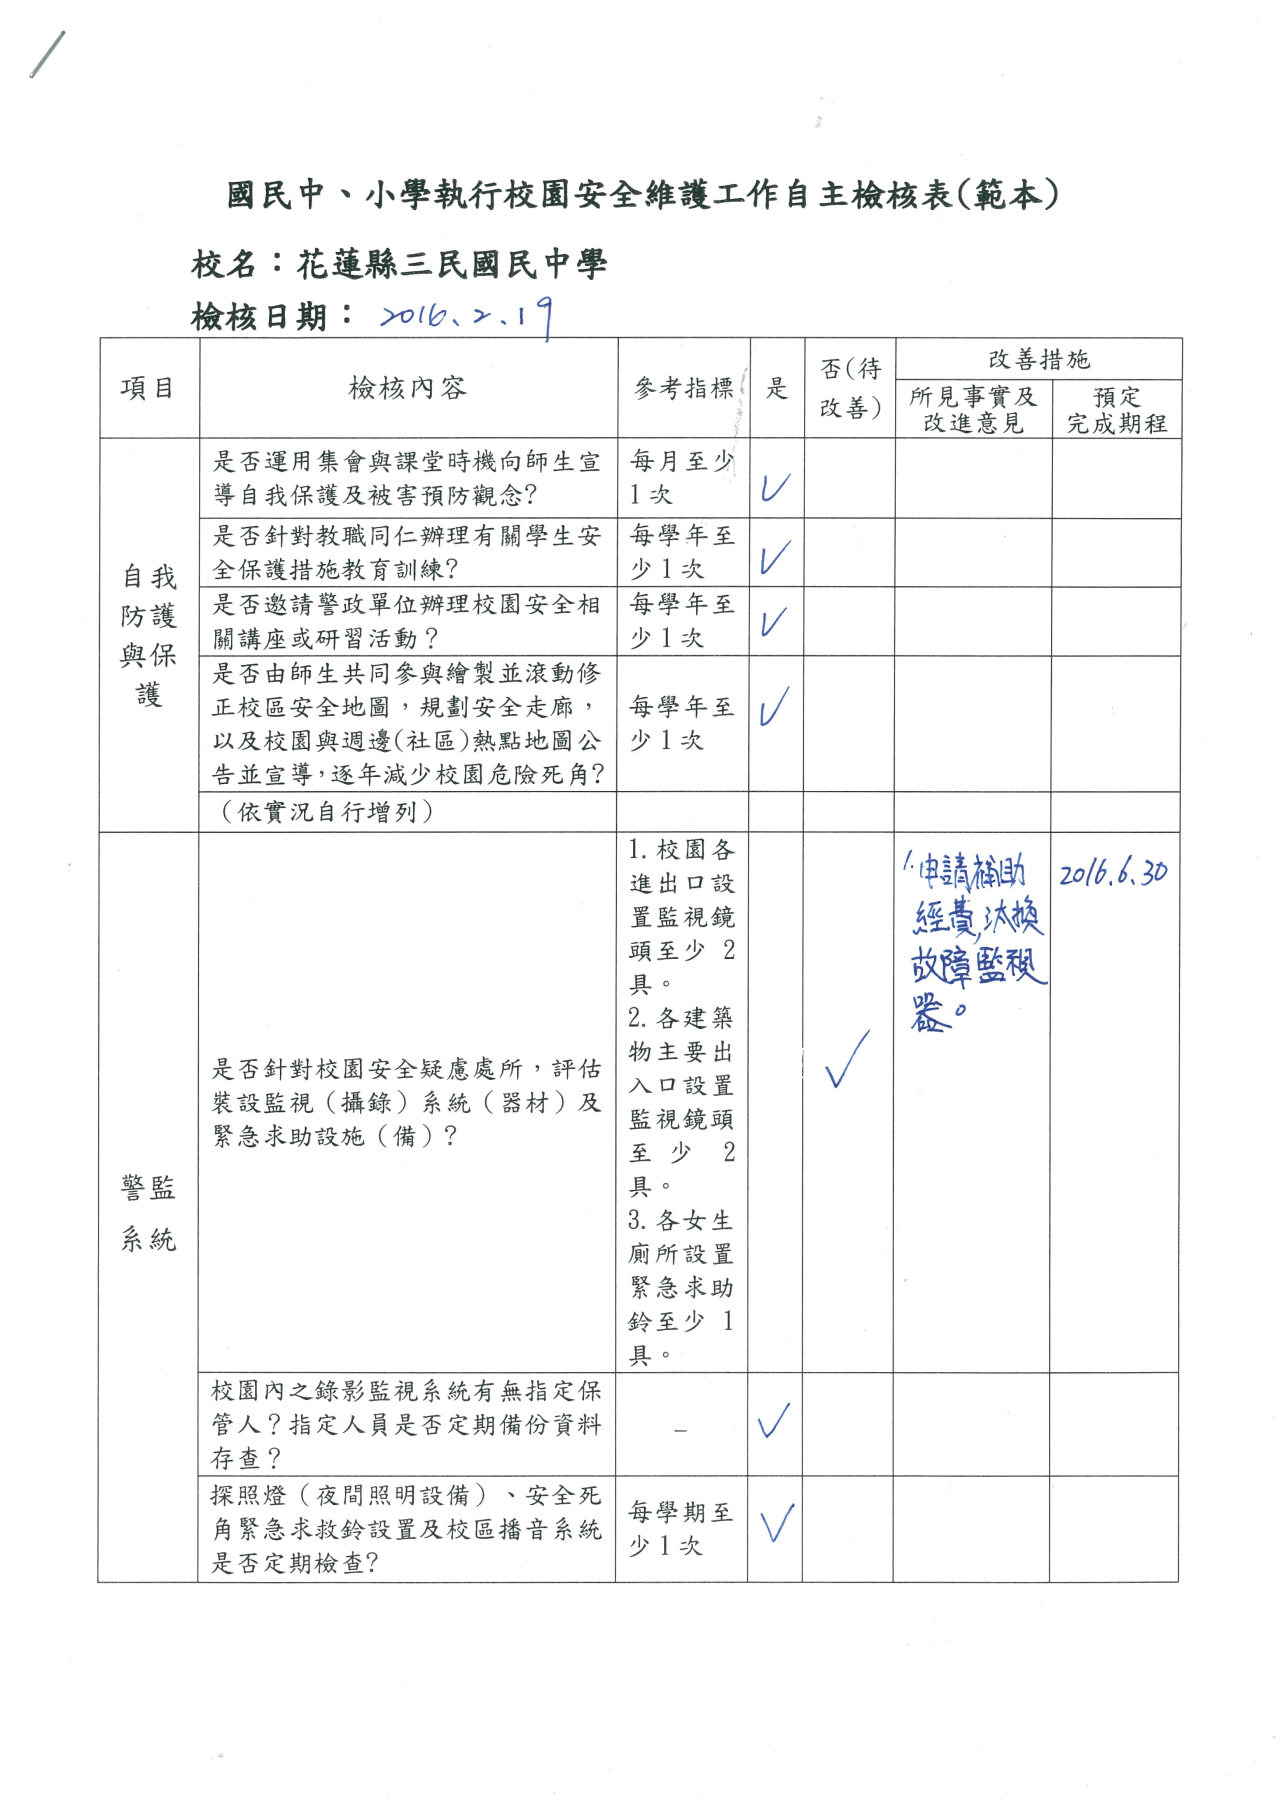 國民中、小學執行校園安全維護工作自主檢核表(範本)
校名：花蓮縣三民國民中學
檢核日期： 2016.2.19
項目
檢核內容
參考指標
是
否(待
改善)
改善措施
所見事實及
改進意見
預定
完成期程
自我
防護
與保
護
是否運用集會與課堂時機向師生宣
導自我保護及被害預防觀念?
每月至少
1次
✓
是否針對教職同仁辦理有關學生安
全保護措施教育訓練?
每學年至
少1次
✓
是否邀請警政單位辦理校園安全相
關講座或研習活動？
每學年至
少1次
✓
是否由師生共同參與繪製並滾動修
正校區安全地圖，規劃安全走廊，
以及校園與週邊(社區)熱點地圖公
告並宣導，逐年減少校園危險死角?
每學年至
少1次
✓
（依實況自行增列）
警監
系統
是否針對校園安全疑慮處所，評估
裝設監視（攝錄）系統（器材）及
緊急求助設施（備）？
1.校園各
進出口設
置監視鏡
頭至少 2
具。
2.各建築
物主要出
入口設置
監視鏡頭
至少 2
具。
3.各女生
廁所設置
緊急求助
鈴至少 1
具。
✓
1.申請補助
經費,汰換
故障監視
器。
2016.6.30
校園內之錄影監視系統有無指定保
管人？指定人員是否定期備份資料
存查？
–
✓
探照燈（夜間照明設備）、安全死
角緊急求救鈴設置及校區播音系統
是否定期檢查?
每學期至
少1次
✓